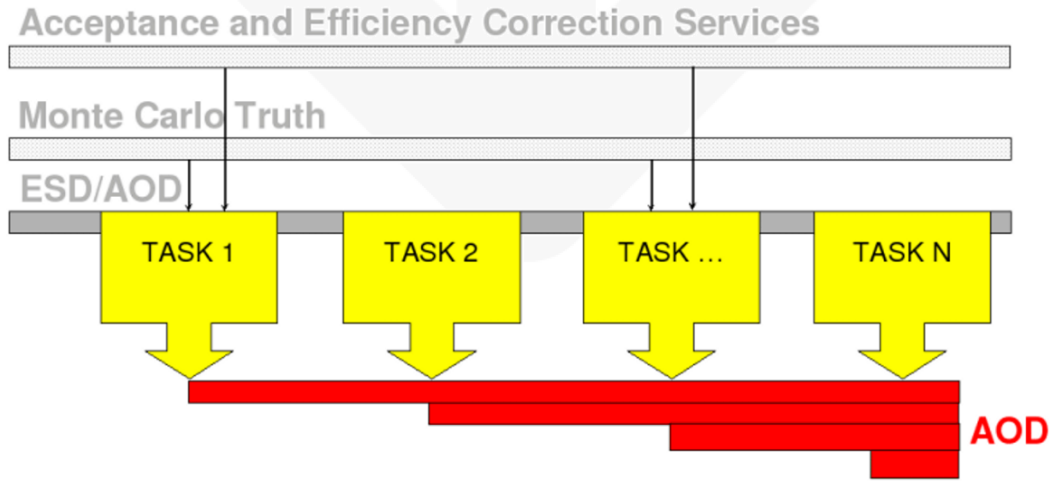 Acceptance and Efficiency Correction Services
Monte Carlo Truth
ESD/AOD
TASK 1
TASK 2
TASK ...
TASK N
AOD